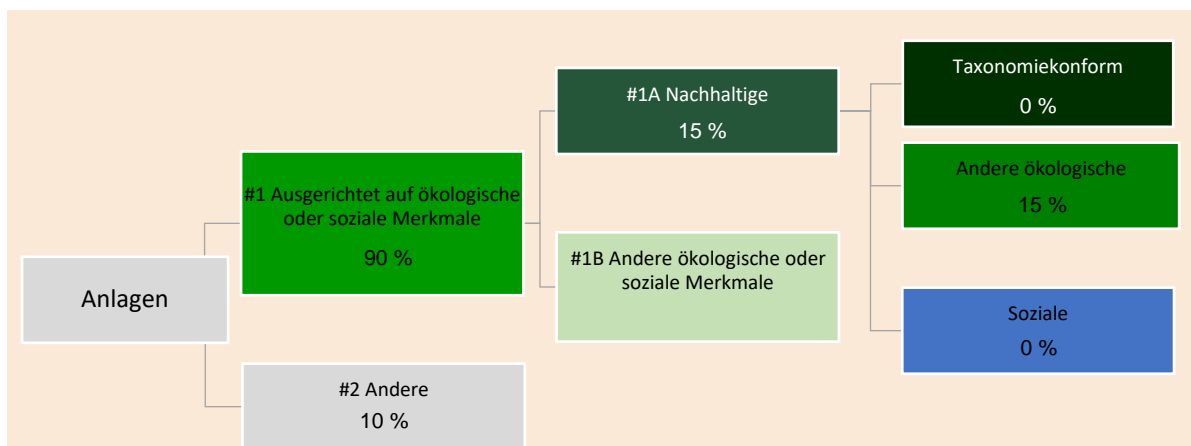 Anlagen
#1 Ausgerichtet auf ökologische
oder soziale Merkmale
90 %
#2 Andere
10 %
#1A Nachhaltige
15 %
#1B Andere ökologische oder
soziale Merkmale
Taxonomiekonform
0 %
Andere ökologische
15 %
Soziale
0 %